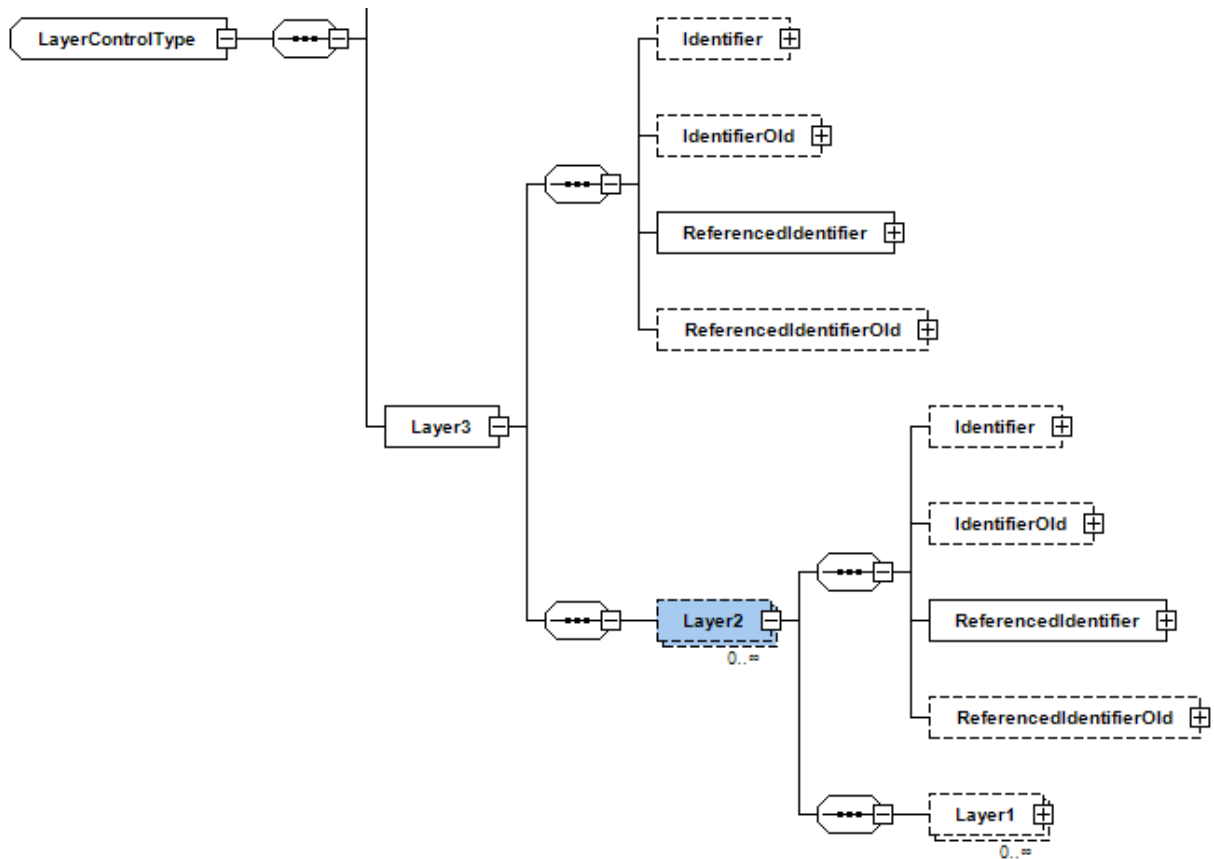 LayerControlType
Identifier
IdentifierOld
ReferencedIdentifier
ReferencedIdentifierOld
Layer3
Identifier
IdentifierOld
Layer2
0..∞
ReferencedIdentifier
ReferencedIdentifierOld
Layer1
0..∞